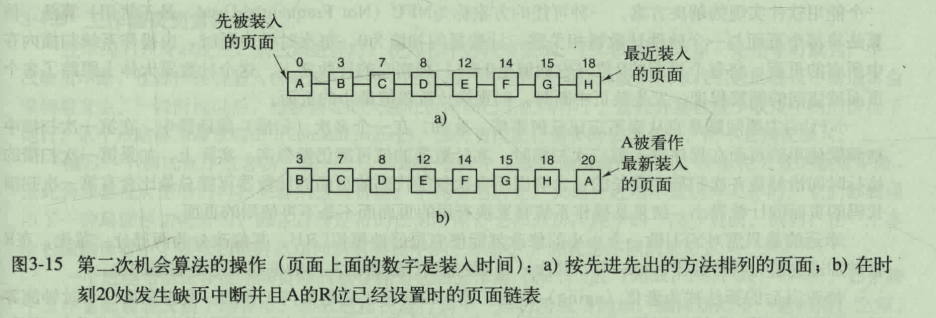 先被装入
的页面
0 3 7 8 12 14 15 18
A B C D E F G H
最近装入
的页面
a)
3 7 8 12 14 15 18 20
B C D E F G H A
A被看作
最新装入
的页面
b)
图3-15 第二次机会算法的操作（页面上面的数字是装入时间）：a) 按先进先出的方法排列的页面；b) 在时
刻20处发生缺页中断并且A的R位已经设置时的页面链表